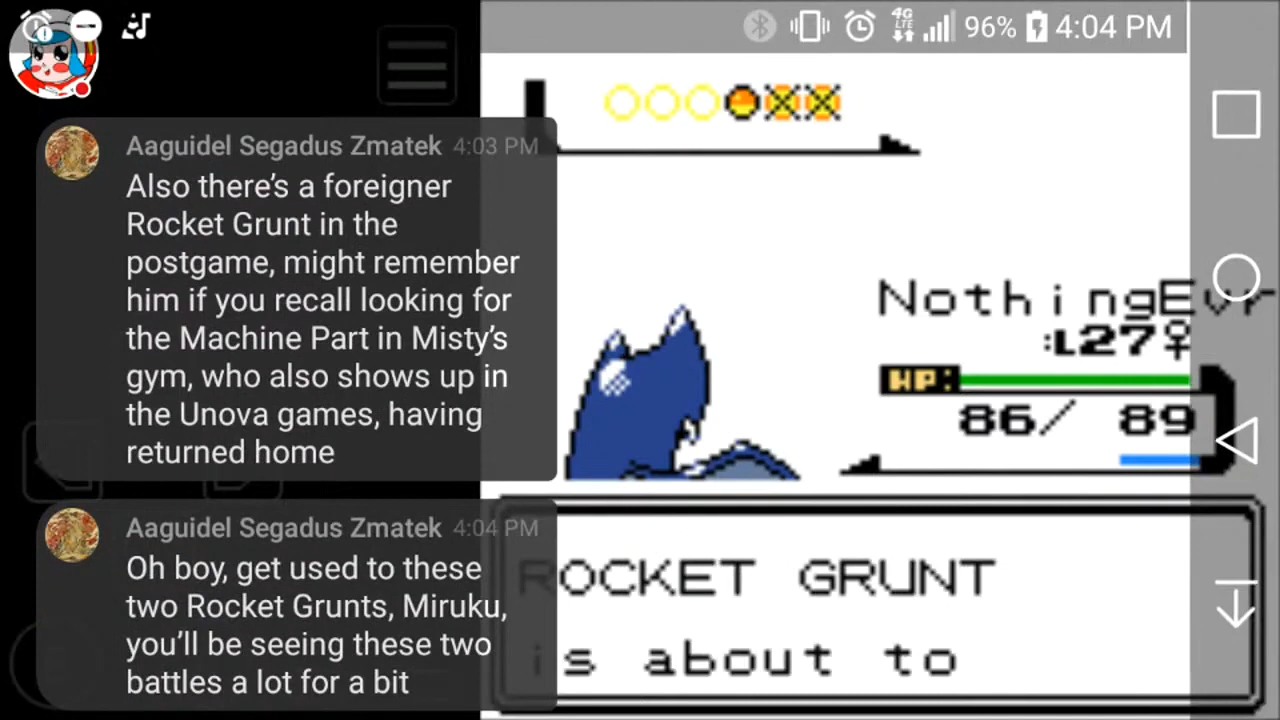 4G LTE 96% 4:04 PM
Aaguidel Segadus Zmatek 4:03 PM
Also there's a foreigner
Rocket Grunt in the
postgame, might remember
him if you recall looking for
the Machine Part in Misty's
gym, who also shows up in
the Unova games, having
returned home
Aaguidel Segadus Zmatek 4:04 PM
Oh boy, get used to these
two Rocket Grunts, Miruku,
you'll be seeing these two
battles a lot for a bit
NothingEvr
:L27♀
HP:
86/ 89
ROCKET GRUNT
is about to